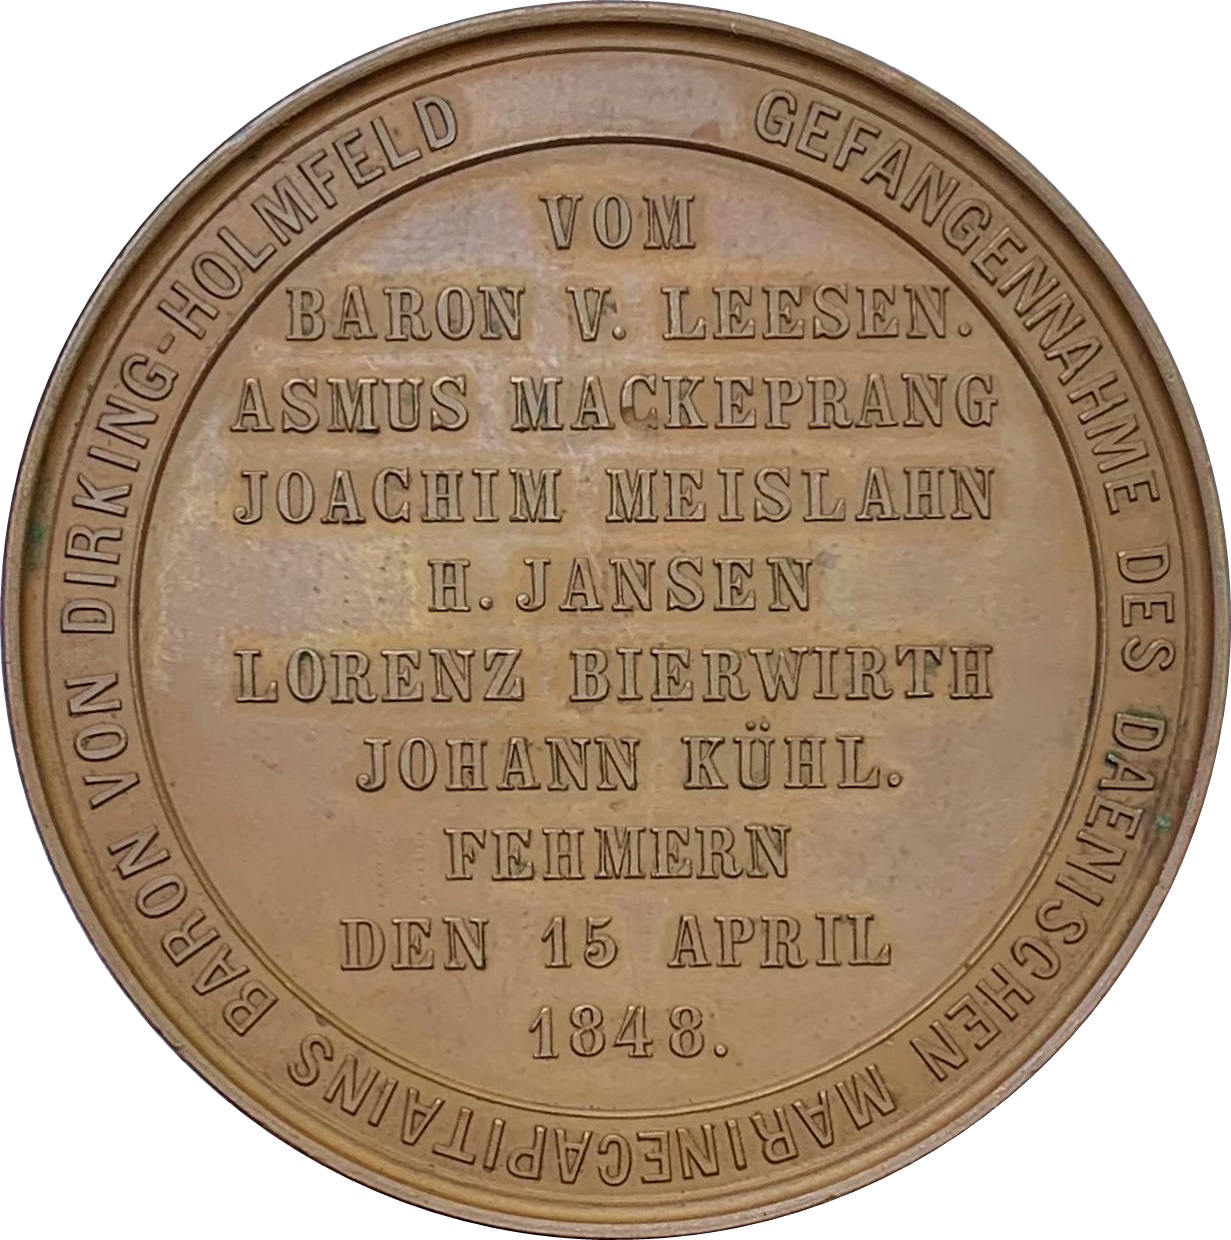 GEFANGENNAHME DES DAENISCHEN MARINECAPITAINS BARON VON DIRKING-HOLMFELD
VOM
BARON V. LEESEN.
ASMUS MACKEPRANG
JOACHIM MEISLAHN
H. JANSEN
LORENZ BIERWIRTH
JOHANN KÜHL.
FEHMERN
DEN 15 APRIL
1848.